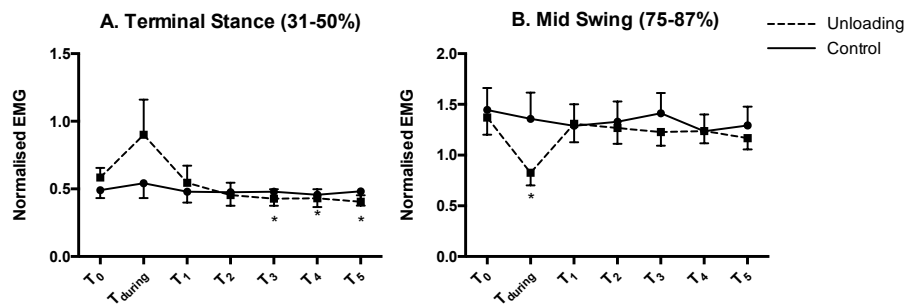 A. Terminal Stance (31-50%)
Normalised EMG
1.5
1.0
0.5
0.0
T0
Tduring
T1
T2
T3
T4
T5
*
*
*
B. Mid Swing (75-87%)
Normalised EMG
2.0
1.5
1.0
0.5
0.0
T0
Tduring
T1
T2
T3
T4
T5
*
Unloading
Control